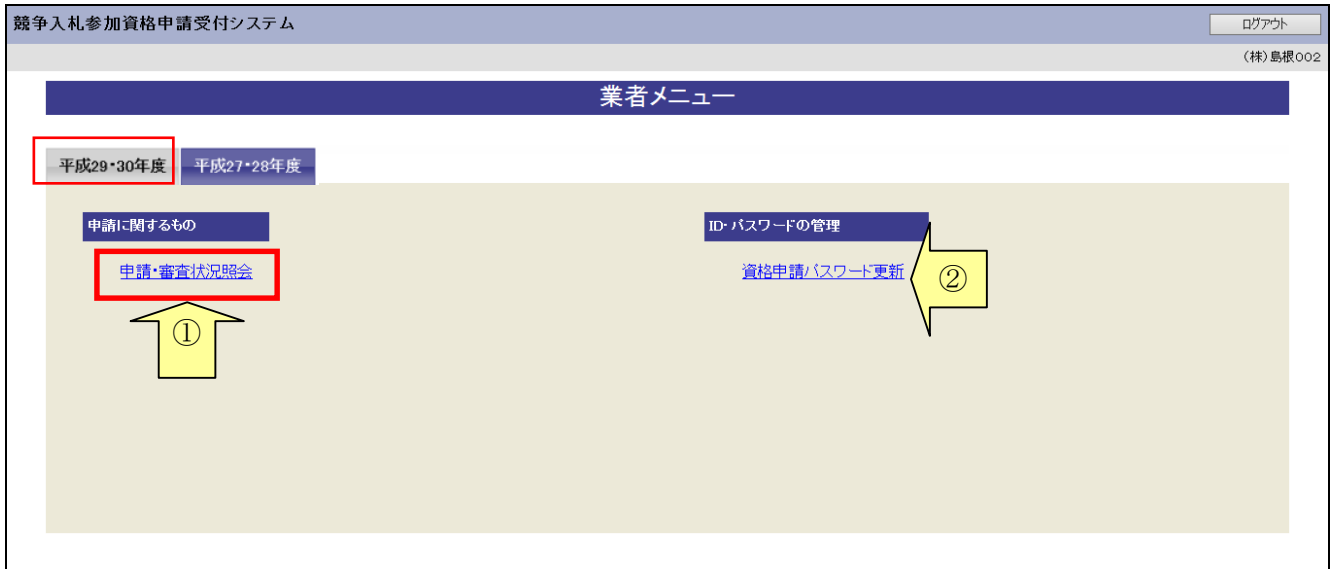 競争入札参加資格申請受付システム
ログアウト
(株)島根002
業者メニュー
平成29・30年度
平成27・28年度
申請に関するもの
ID・パスワードの管理
申請・審査状況照会
資格申請パスワード更新
②
①